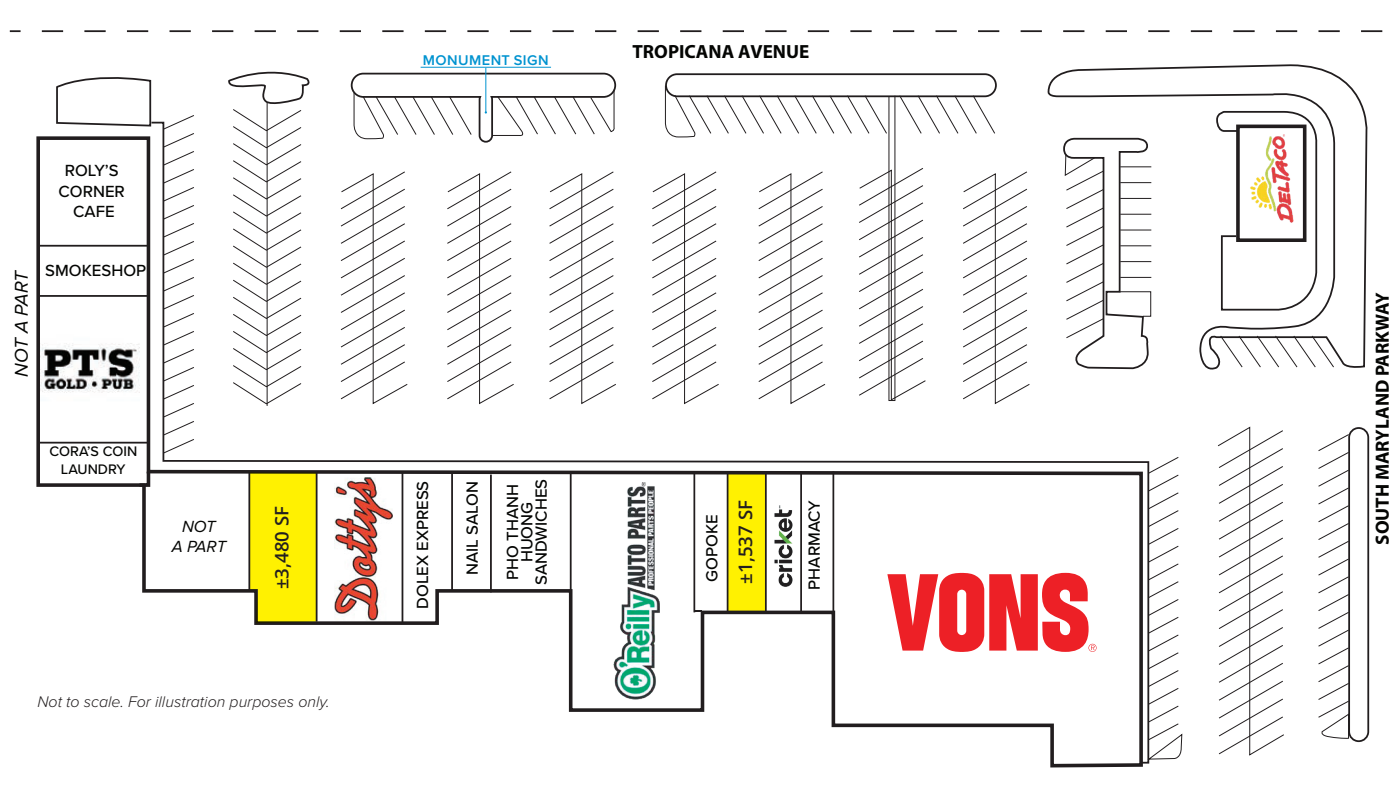 TROPICANA AVENUE
MONUMENT SIGN
ROLY'S
CORNER
CAFE
SMOKESHOP
PT'S
GOLD • PUB
CORA'S COIN
LAUNDRY
NOT A PART
DEL TACO
SOUTH MARYLAND PARKWAY
NOT
A PART
±3,480 SF
Dotty's
DOLEX EXPRESS
NAIL SALON
PHO THANH
HUONG
SANDWICHES
O'Reilly AUTO PARTS®
PROFESSIONAL PARTS PEOPLE
GOPOKE
±1,537 SF
cricket
PHARMACY
VONS®
Not to scale. For illustration purposes only.